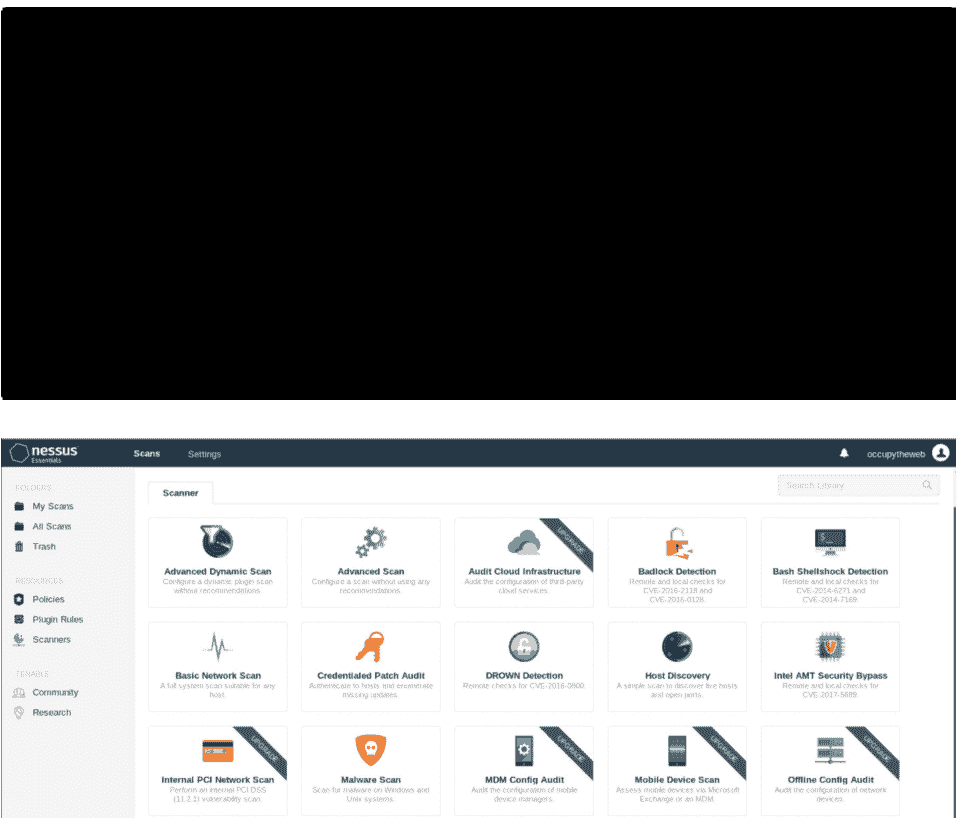 nessus
Essentials
Scans
Settings
occupytheweb
FOLDERS
My Scans
All Scans
Trash
RESOURCES
Policies
Plugin Rules
Scanners
TENABLE
Community
Research
Scanner
Search Library
Advanced Dynamic Scan
Configure a dynamic plugin scan
without recommendations.
Advanced Scan
Configure a scan without using any
recommendations.
UPGRADE
Audit Cloud Infrastructure
Audit the configuration of third-party
cloud services.
Badlock Detection
Remote and local checks for
CVE-2016-2118 and
CVE-2016-0128.
$_
Bash Shellshock Detection
Remote and local checks for
CVE-2014-6271 and
CVE-2014-7169.
Basic Network Scan
A full system scan suitable for any
host.
Credentialed Patch Audit
Authenticate to hosts and enumerate
missing updates.
DROWN Detection
Remote checks for CVE-2016-0800.
Host Discovery
A simple scan to discover live hosts
and open ports.
Intel AMT Security Bypass
Remote and local checks for
CVE-2017-5689.
UPGRADE
Internal PCI Network Scan
Perform an internal PCI DSS
(11.2.1) vulnerability scan.
Malware Scan
Scan for malware on Windows and
Unix systems.
UPGRADE
MDM Config Audit
Audit the configuration of mobile
device managers.
UPGRADE
Mobile Device Scan
Assess mobile devices via Microsoft
Exchange or an MDM.
UPGRADE
Offline Config Audit
Audit the configuration of network
devices.